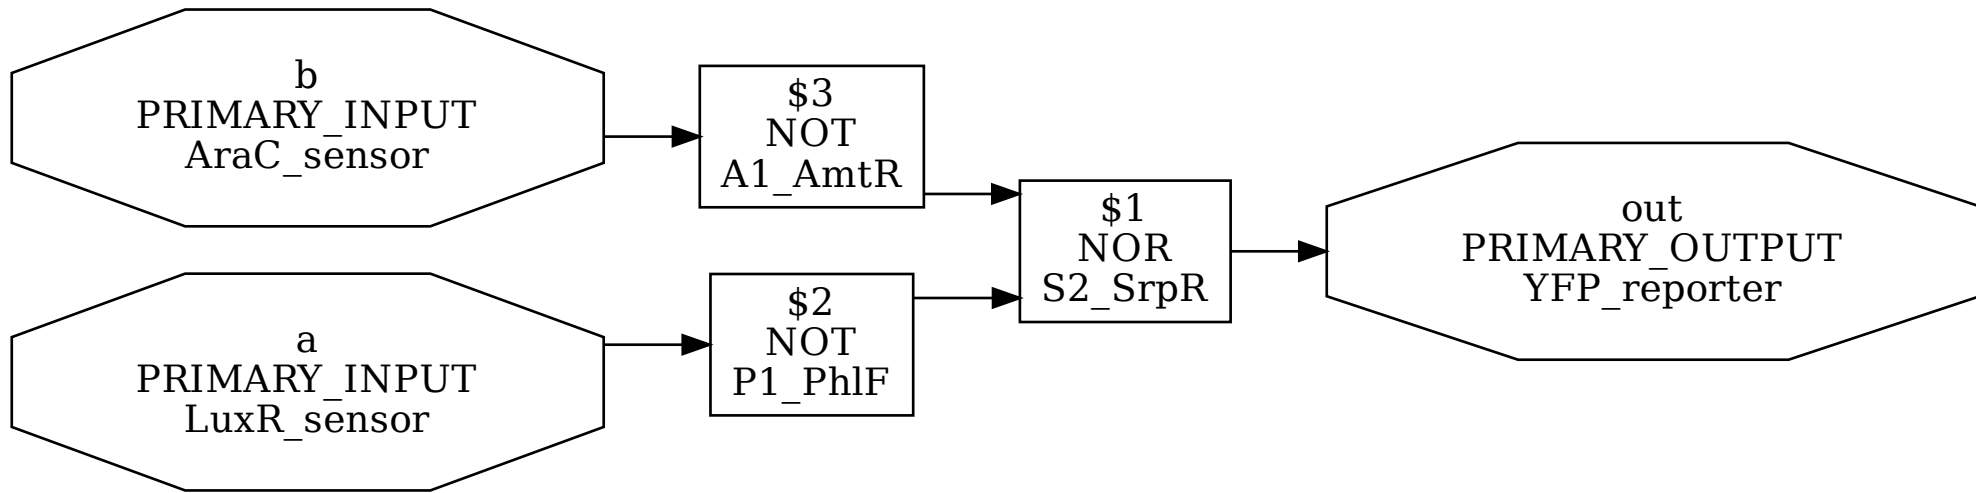 b
PRIMARY_INPUT
AraC_sensor
$3
NOT
A1_AmtR
a
PRIMARY_INPUT
LuxR_sensor
$2
NOT
P1_PhlF
$1
NOR
S2_SrpR
out
PRIMARY_OUTPUT
YFP_reporter